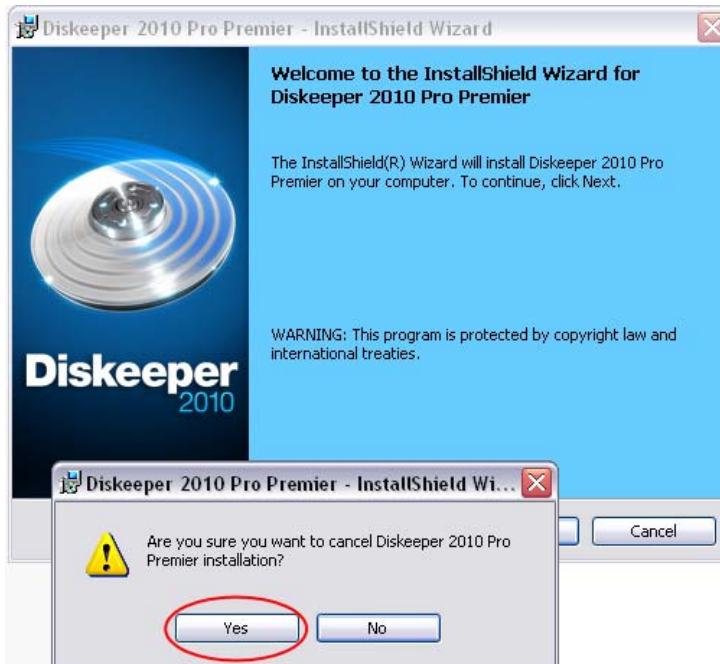 Diskeeper 2010 Pro Premier - InstallShield Wizard
Welcome to the InstallShield Wizard for
Diskeeper 2010 Pro Premier
The InstallShield(R) Wizard will install Diskeeper 2010 Pro
Premier on your computer. To continue, click Next.
WARNING: This program is protected by copyright law and
international treaties.
Diskeeper
2010
Cancel
Diskeeper 2010 Pro Premier - InstallShield Wi...
Are you sure you want to cancel Diskeeper 2010 Pro
Premier installation?
Yes No